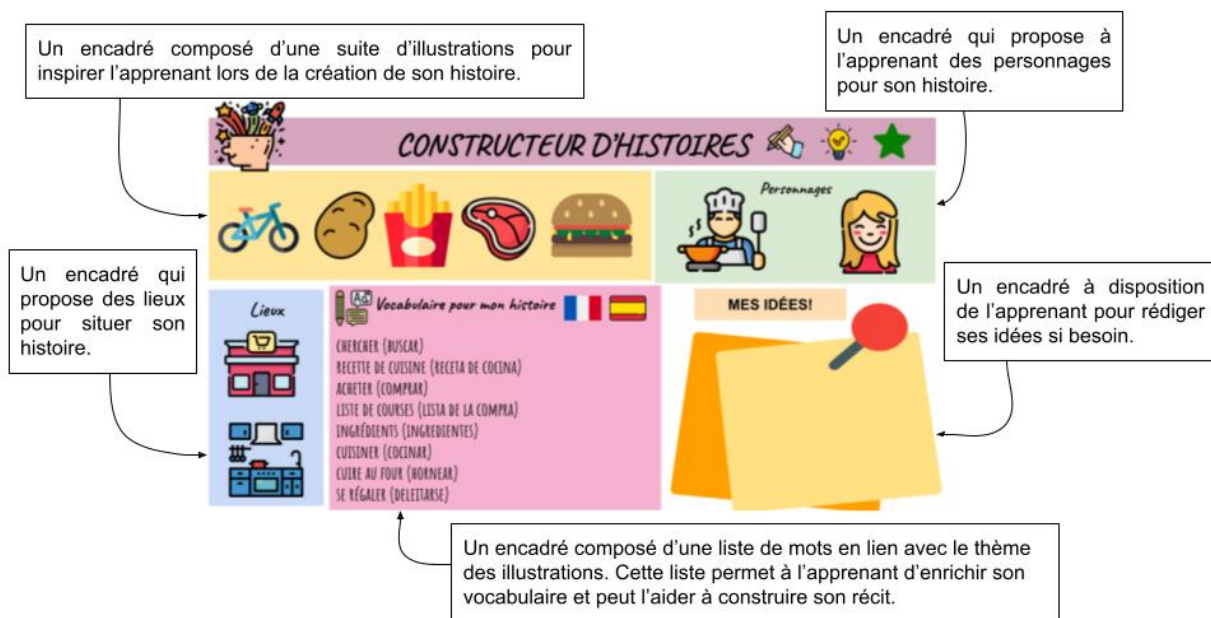 Un encadré composé d'une suite d'illustrations pour
inspirer l'apprenant lors de la création de son histoire.
Un encadré qui propose à
l'apprenant des personnages
pour son histoire.
CONSTRUCTEUR D'HISTOIRES
Personnages
Un encadré qui
propose des lieux
pour situer son
histoire.
Lieux
Aa
Vocabulaire pour mon histoire
CHERCHER (BUSCAR)
RECETTE DE CUISINE (RECETA DE COCINA)
ACHETER (COMPRAR)
LISTE DE COURSES (LISTA DE LA COMPRA)
INGRÉDIENTS (INGREDIENTES)
CUISINER (COCINAR)
CUIRE AU FOUR (HORNEAR)
SE RÉGALER (DELEITARSE)
MES IDÉES!
Un encadré à disposition
de l'apprenant pour rédiger
ses idées si besoin.
Un encadré composé d'une liste de mots en lien avec le thème
des illustrations. Cette liste permet à l'apprenant d'enrichir son
vocabulaire et peut l'aider à construire son récit.